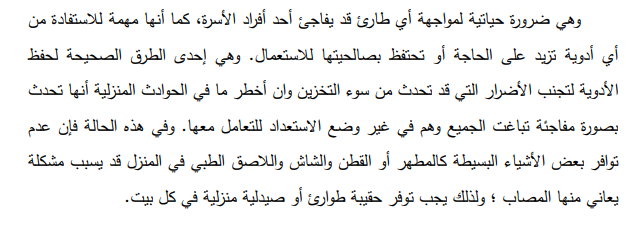 وهي ضرورة حياتية لمواجهة أي طارئ قد يفاجئ أحد أفراد الأسرة، كما أنها مهمة للاستفادة من
أي أدوية تزيد على الحاجة أو تحتفظ بصالحيتها للاستعمال. وهي إحدى الطرق الصحيحة لحفظ
الأدوية لتجنب الأضرار التي قد تحدث من سوء التخزين وان أخطر ما في الحوادث المنزلية أنها تحدث
بصورة مفاجئة تباغت الجميع وهم في غير وضع الاستعداد للتعامل معها. وفي هذه الحالة فإن عدم
توافر بعض الأشياء البسيطة كالمطهر أو القطن والشاش واللاصق الطبي في المنزل قد يسبب مشكلة
يعاني منها المصاب ؛ ولذلك يجب توفر حقيبة طوارئ أو صيدلية منزلية في كل بيت.